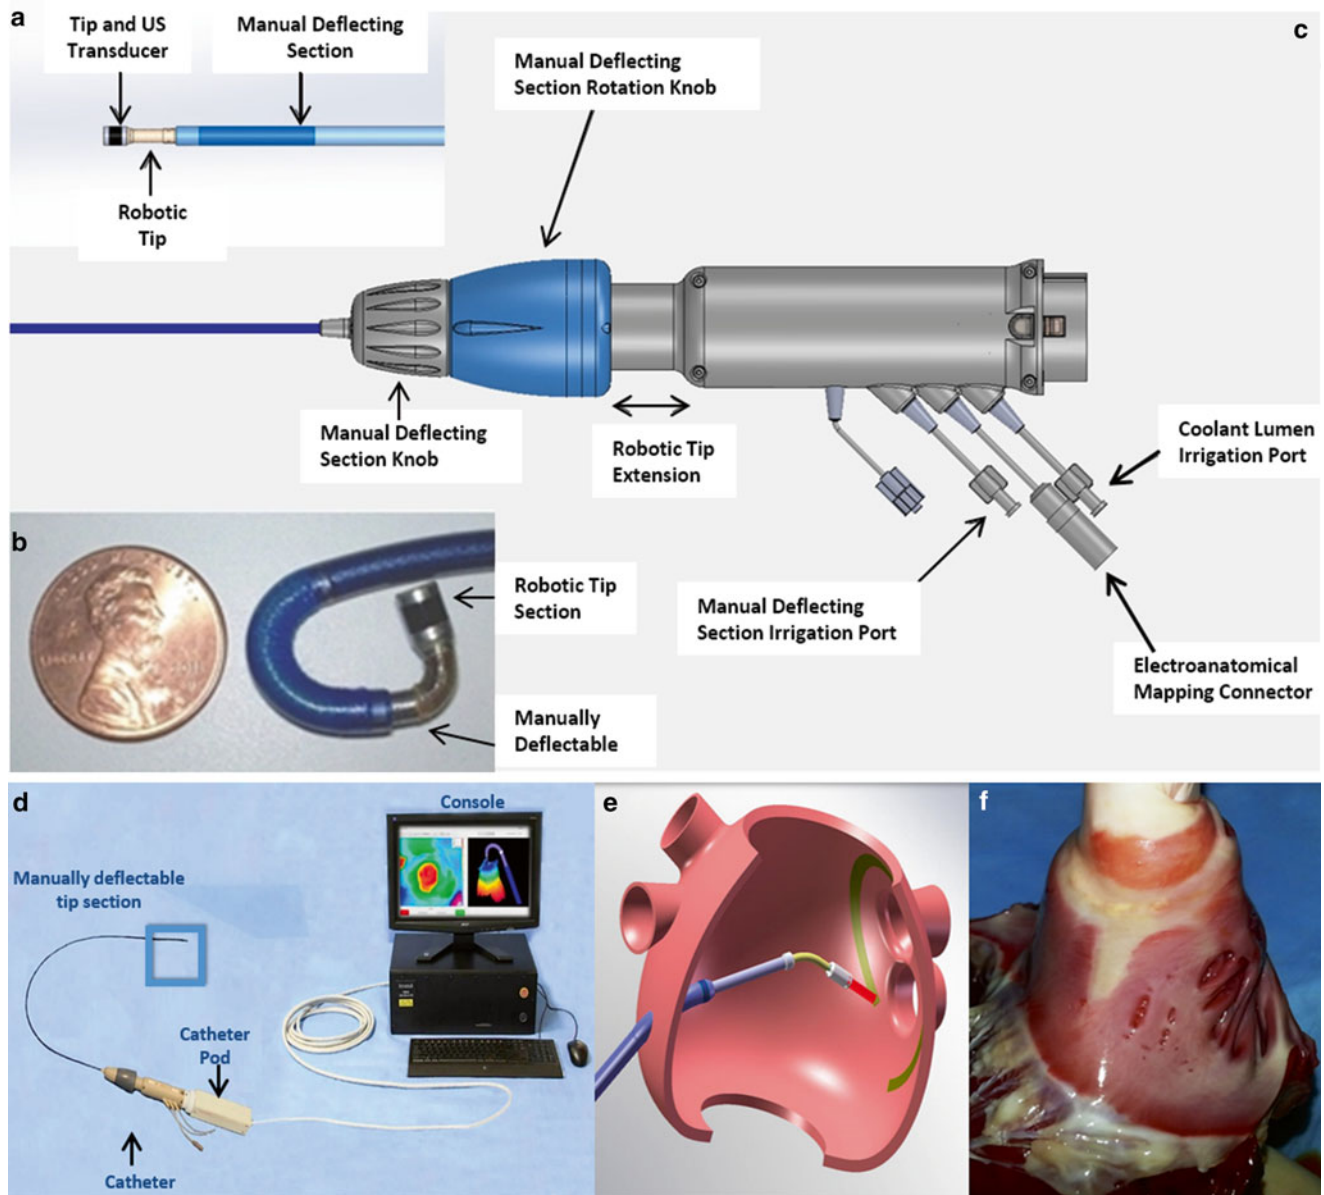 a
Tip and US
Transducer
Manual Deflecting
Section
Robotic
Tip
c
Manual Deflecting
Section Rotation Knob
Manual Deflecting
Section Knob
Robotic Tip
Extension
Coolant Lumen
Irrigation Port
Manual Deflecting
Section Irrigation Port
Electroanatomical
Mapping Connector
b
Robotic Tip
Section
Manually
Deflectable
d
Console
Manually deflectable
tip section
Catheter
Pod
Catheter
e
f